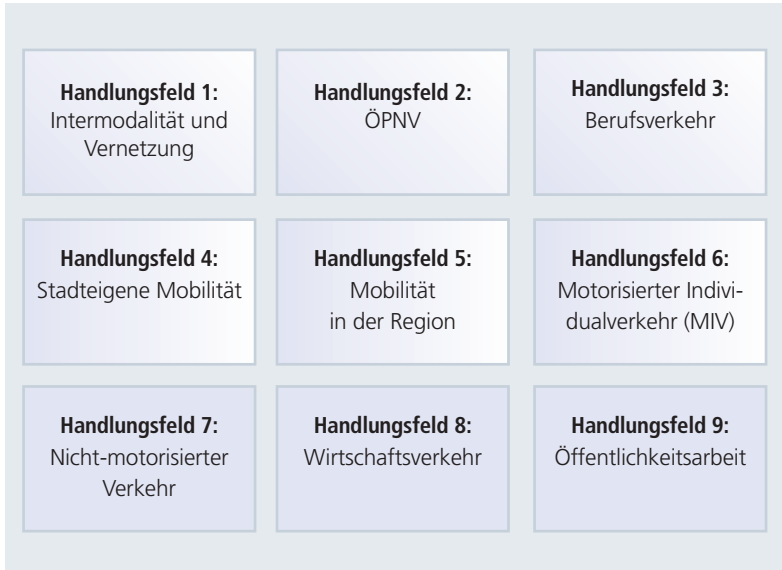 Handlungsfeld 1:
Intermodalität und
Vernetzung
Handlungsfeld 2:
ÖPNV
Handlungsfeld 3:
Berufsverkehr
Handlungsfeld 4:
Stadteigene Mobilität
Handlungsfeld 5:
Mobilität
in der Region
Handlungsfeld 6:
Motorisierter Indivi-
dualverkehr (MIV)
Handlungsfeld 7:
Nicht-motorisierter
Verkehr
Handlungsfeld 8:
Wirtschaftsverkehr
Handlungsfeld 9:
Öffentlichkeitsarbeit